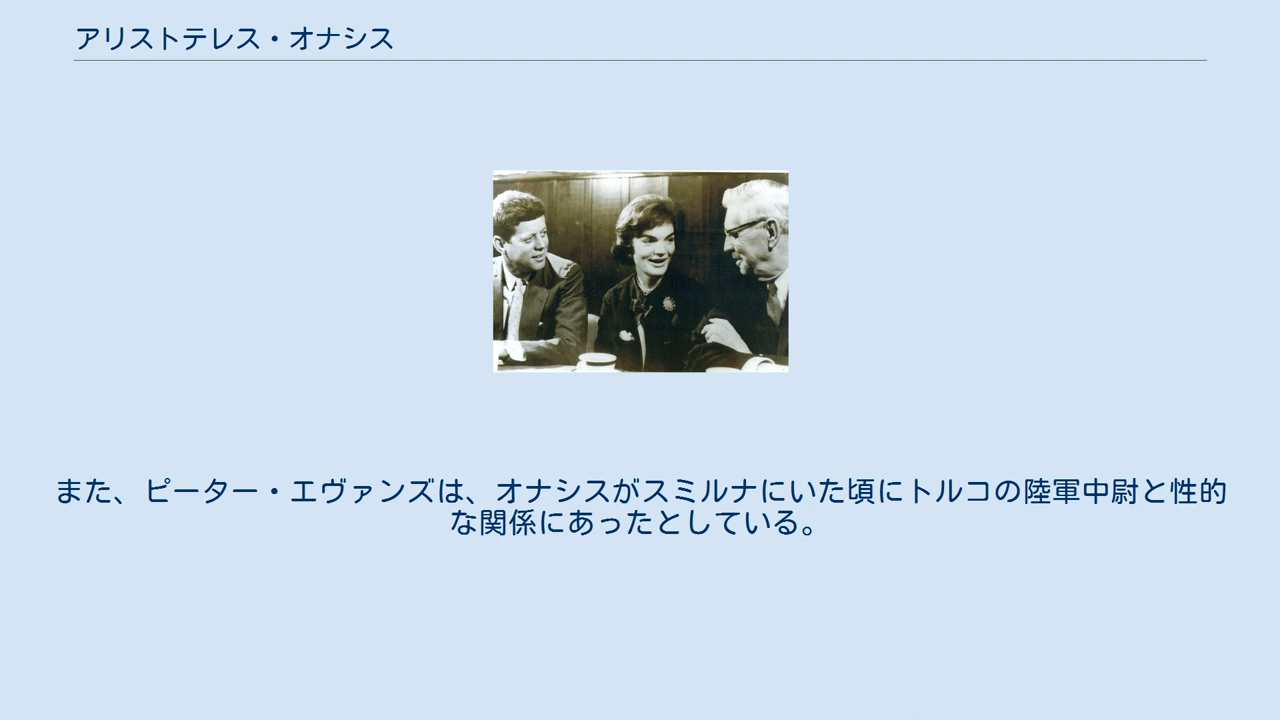 アリストテレス・オナシス
また、ピーター・エヴァンズは、オナシスがスミルナにいた頃にトルコの陸軍中尉と性的
な関係にあったとしている。